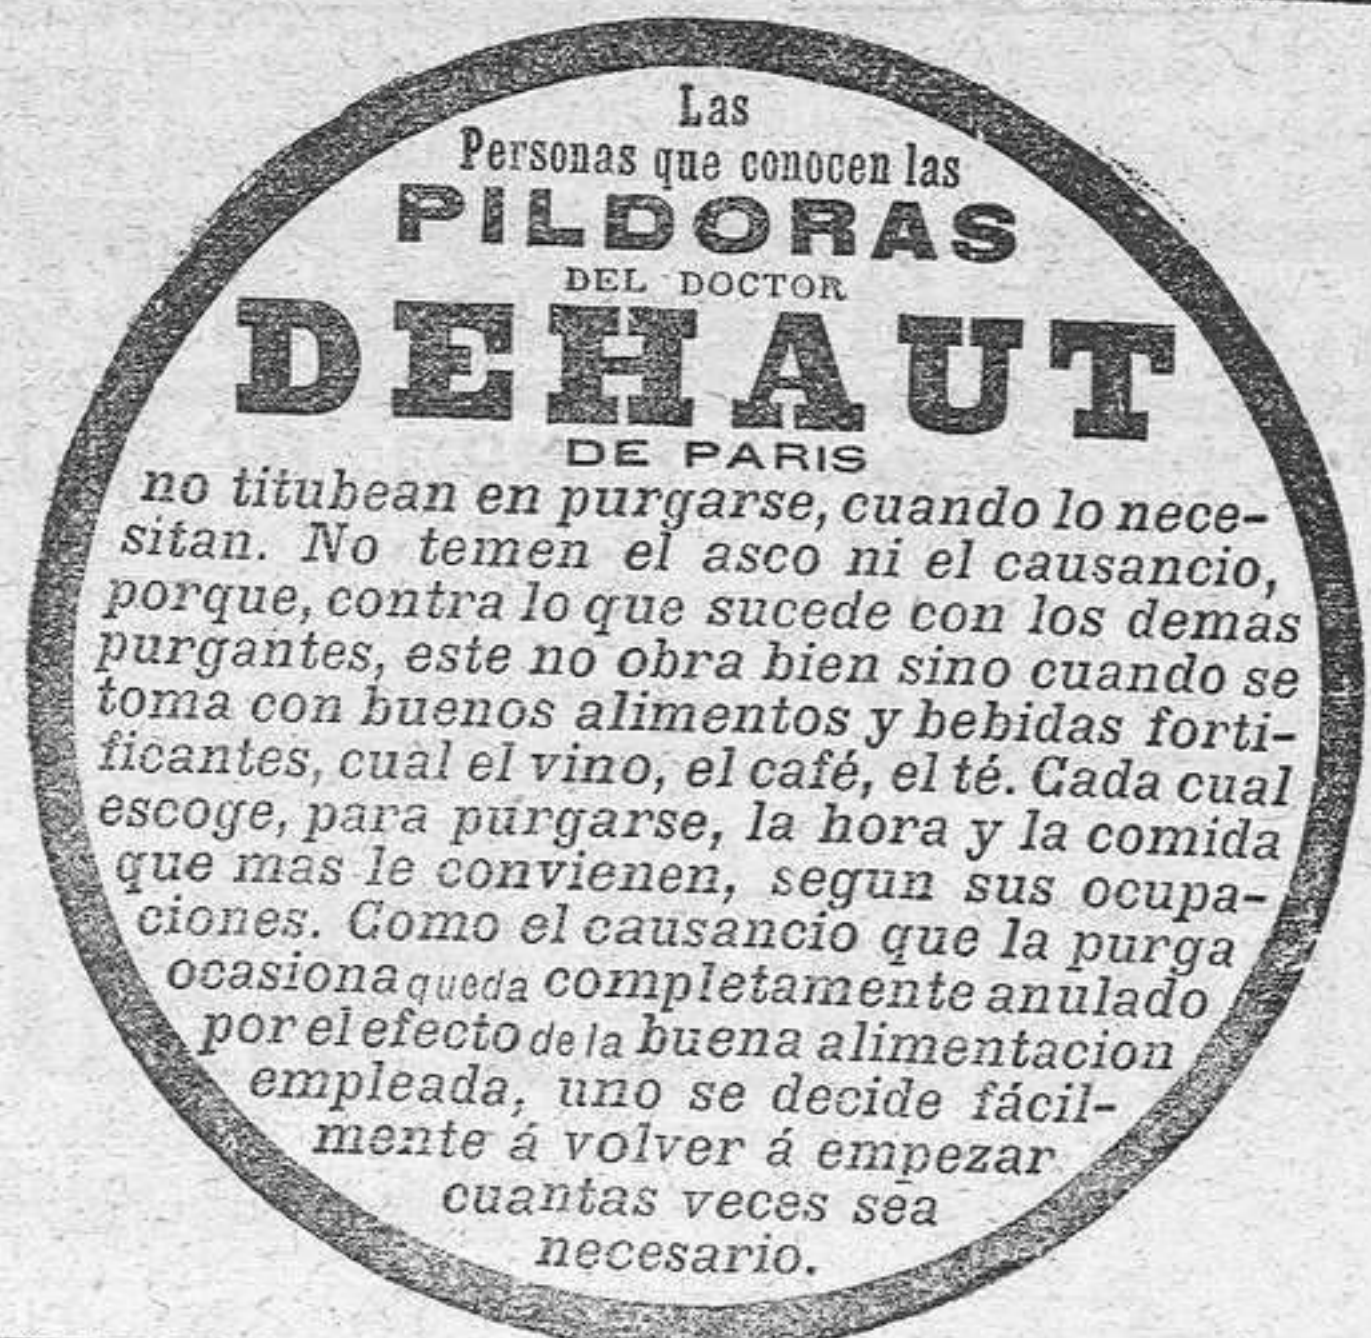 Las
Personas que conocen las
PILDORAS
DEL DOCTOR
DEHAUT
DE PARIS
no titubean en purgarse, cuando lo nece-
sitan. No temen el asco ni el causancio,
porque, contra lo que sucede con los demas
purgantes, este no obra bien sino cuando se
toma con buenos alimentos y bebidas forti-
ficantes, cual el vino, el café, el té. Cada cual
escoge, para purgarse, la hora y la comida
que mas le convienen, segun sus ocupa-
ciones. Como el causancio que la purga
ocasiona queda completamente anulado
por el efecto de la buena alimentacion
empleada, uno se decide fácil-
mente á volver á empezar
cuantas veces sea
necesario.